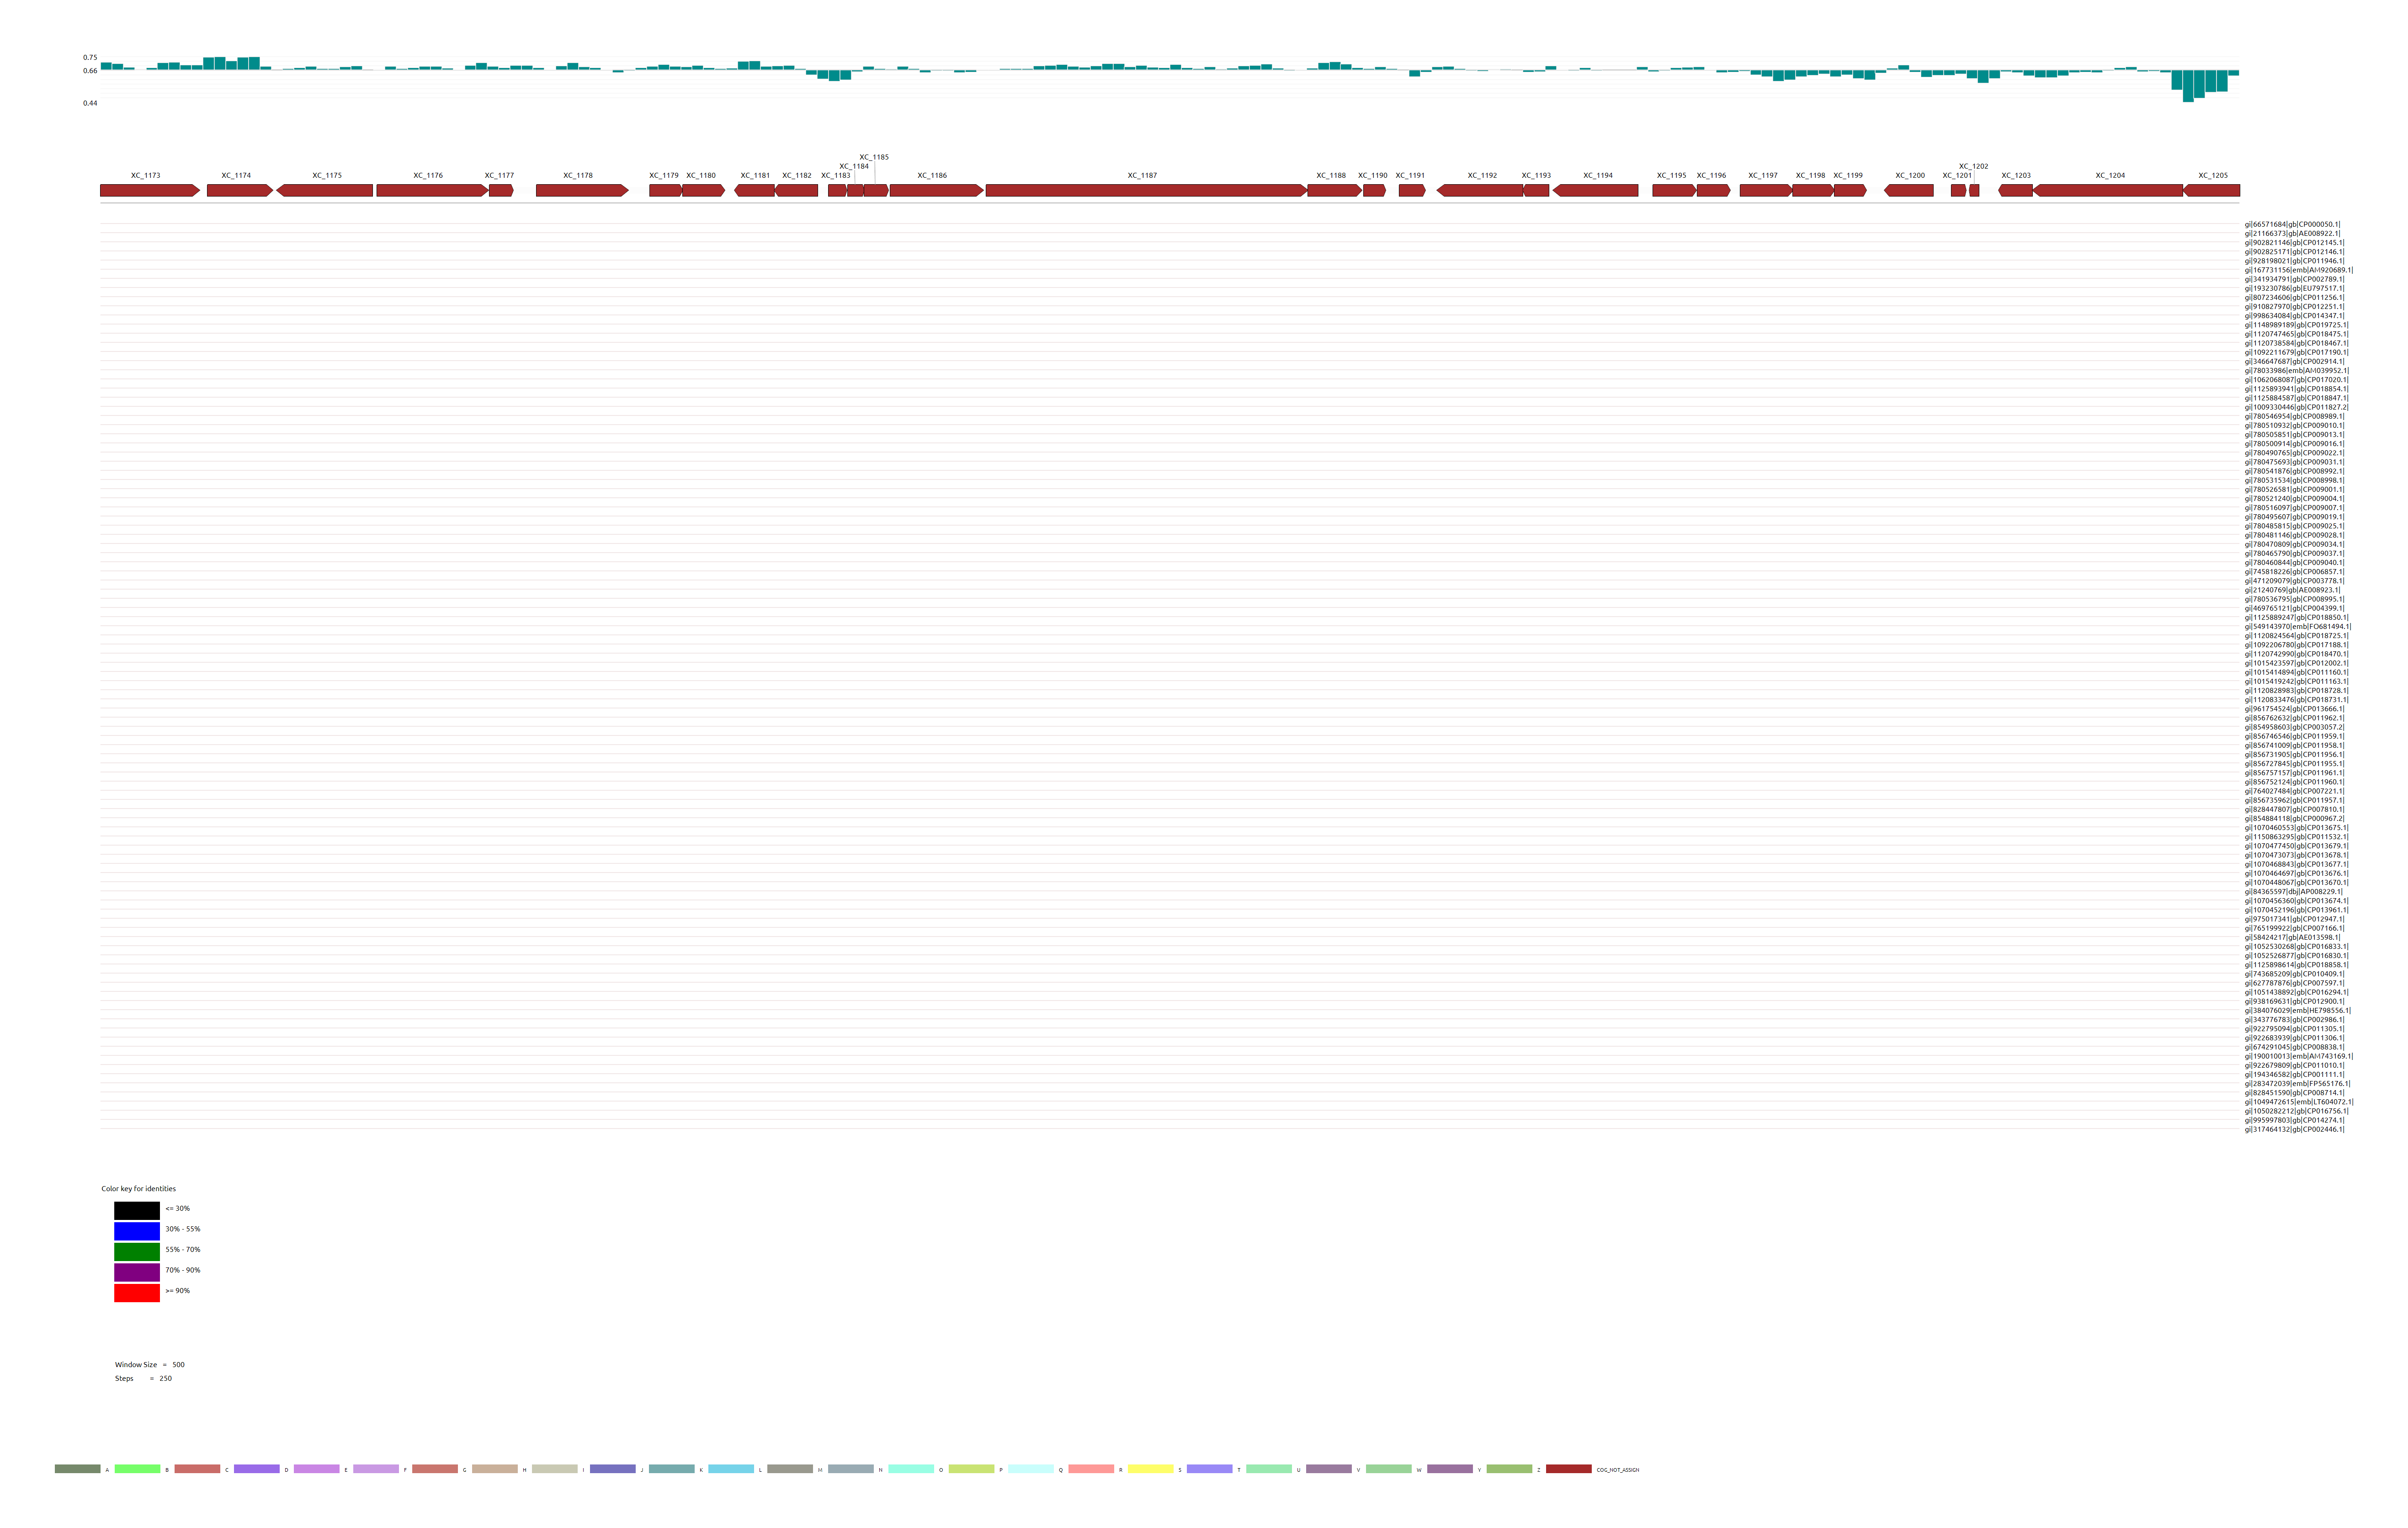 0.75
0.66
0.44
XC_1185
XC_1184
XC_1202
XC_1173 XC_1174 XC_1175 XC_1176 XC_1177 XC_1178 XC_1179 XC_1180 XC_1181 XC_1182 XC_1183 XC_1186 XC_1187 XC_1188 XC_1190 XC_1191 XC_1192 XC_1193 XC_1194 XC_1195 XC_1196 XC_1197 XC_1198 XC_1199 XC_1200 XC_1201 XC_1203 XC_1204 XC_1205
gi|66571684|gb|CP000050.1|
gi|21166373|gb|AE008922.1|
gi|902821146|gb|CP012145.1|
gi|902825171|gb|CP012146.1|
gi|928198021|gb|CP011946.1|
gi|167731156|emb|AM920689.1|
gi|341934791|gb|CP002789.1|
gi|193230786|gb|EU797517.1|
gi|807234606|gb|CP011256.1|
gi|910827970|gb|CP012251.1|
gi|998634084|gb|CP014347.1|
gi|1148989189|gb|CP019725.1|
gi|1120747465|gb|CP018475.1|
gi|1120738584|gb|CP018467.1|
gi|1092211679|gb|CP017190.1|
gi|346647687|gb|CP002914.1|
gi|78033986|emb|AM039952.1|
gi|1062068087|gb|CP017020.1|
gi|1125893941|gb|CP018854.1|
gi|1125884587|gb|CP018847.1|
gi|1009330446|gb|CP011827.2|
gi|780546954|gb|CP008989.1|
gi|780510932|gb|CP009010.1|
gi|780505851|gb|CP009013.1|
gi|780500914|gb|CP009016.1|
gi|780490765|gb|CP009022.1|
gi|780475693|gb|CP009031.1|
gi|780541876|gb|CP008992.1|
gi|780531534|gb|CP008998.1|
gi|780526581|gb|CP009001.1|
gi|780521240|gb|CP009004.1|
gi|780516097|gb|CP009007.1|
gi|780495607|gb|CP009019.1|
gi|780485815|gb|CP009025.1|
gi|780481146|gb|CP009028.1|
gi|780470809|gb|CP009034.1|
gi|780465790|gb|CP009037.1|
gi|780460844|gb|CP009040.1|
gi|745818226|gb|CP006857.1|
gi|471209079|gb|CP003778.1|
gi|21240769|gb|AE008923.1|
gi|780536795|gb|CP008995.1|
gi|469765121|gb|CP004399.1|
gi|1125889247|gb|CP018850.1|
gi|549143970|emb|FO681494.1|
gi|1120824564|gb|CP018725.1|
gi|1092206780|gb|CP017188.1|
gi|1120742990|gb|CP018470.1|
gi|1015423597|gb|CP012002.1|
gi|1015414894|gb|CP011160.1|
gi|1015419242|gb|CP011163.1|
gi|1120828983|gb|CP018728.1|
gi|1120833476|gb|CP018731.1|
gi|961754524|gb|CP013666.1|
gi|856762632|gb|CP011962.1|
gi|854958603|gb|CP003057.2|
gi|856746546|gb|CP011959.1|
gi|856741009|gb|CP011958.1|
gi|856731905|gb|CP011956.1|
gi|856727845|gb|CP011955.1|
gi|856757157|gb|CP011961.1|
gi|856752124|gb|CP011960.1|
gi|764027484|gb|CP007221.1|
gi|856735962|gb|CP011957.1|
gi|828447807|gb|CP007810.1|
gi|854884118|gb|CP000967.2|
gi|1070460553|gb|CP013675.1|
gi|1150863295|gb|CP011532.1|
gi|1070477450|gb|CP013679.1|
gi|1070473073|gb|CP013678.1|
gi|1070468843|gb|CP013677.1|
gi|1070464697|gb|CP013676.1|
gi|1070448067|gb|CP013670.1|
gi|84365597|dbj|AP008229.1|
gi|1070456360|gb|CP013674.1|
gi|1070452196|gb|CP013961.1|
gi|975017341|gb|CP012947.1|
gi|765199922|gb|CP007166.1|
gi|58424217|gb|AE013598.1|
gi|1052530268|gb|CP016833.1|
gi|1052526877|gb|CP016830.1|
gi|1125898614|gb|CP018858.1|
gi|743685209|gb|CP010409.1|
gi|627787876|gb|CP007597.1|
gi|1051438892|gb|CP016294.1|
gi|938169631|gb|CP012900.1|
gi|384076029|emb|HE798556.1|
gi|343776783|gb|CP002986.1|
gi|922795094|gb|CP011305.1|
gi|922683939|gb|CP011306.1|
gi|674291045|gb|CP008838.1|
gi|190010013|emb|AM743169.1|
gi|922679809|gb|CP011010.1|
gi|194346582|gb|CP001111.1|
gi|283472039|emb|FP565176.1|
gi|828451590|gb|CP008714.1|
gi|1049472615|emb|LT604072.1|
gi|1050282212|gb|CP016756.1|
gi|995997803|gb|CP014274.1|
gi|317464132|gb|CP002446.1|
Color key for identities
<= 30%
30% - 55%
55% - 70%
70% - 90%
>= 90%
Window Size = 500
Steps = 250
A B C D E F G H I J K L M N O P Q R S T U V W Y Z COG_NOT_ASSIGN